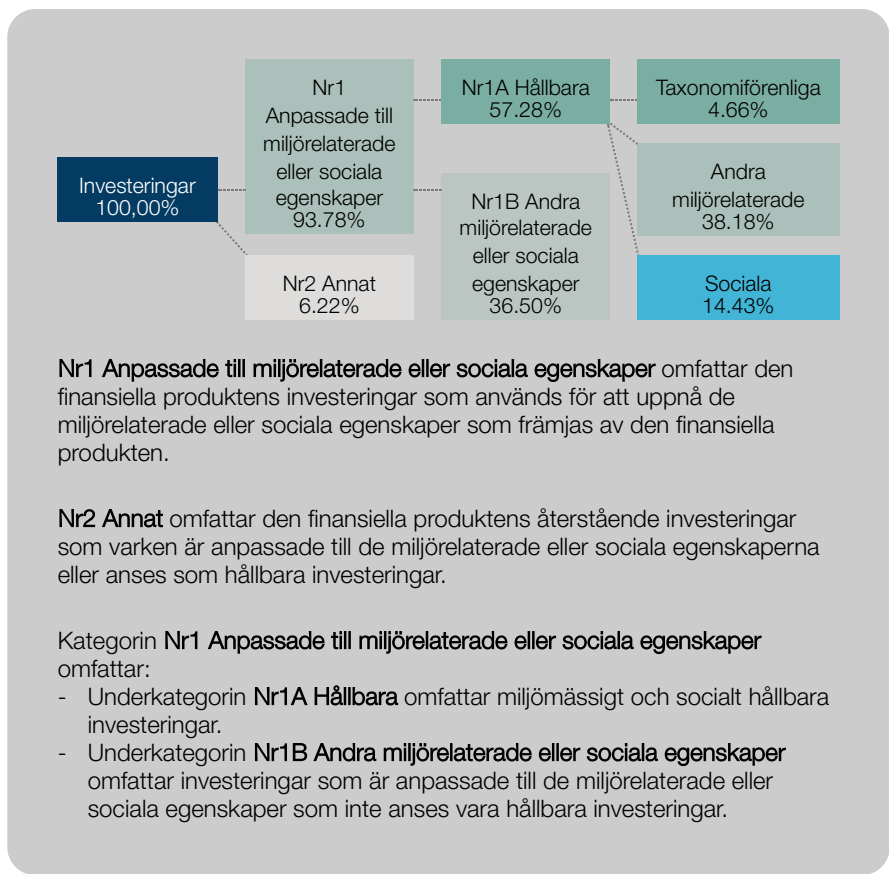 Investeringar
100,00%
Nr1
Anpassade till
miljörelaterade
eller sociala
egenskaper
93.78%
Nr2 Annat
6.22%
Nr1A Hållbara
57.28%
Nr1B Andra
miljörelaterade
eller sociala
egenskaper
36.50%
Taxonomiförenliga
4.66%
Andra
miljörelaterade
38.18%
Sociala
14.43%
Nr1 Anpassade till miljörelaterade eller sociala egenskaper omfattar den
finansiella produktens investeringar som används för att uppnå de
miljörelaterade eller sociala egenskaper som främjas av den finansiella
produkten.
Nr2 Annat omfattar den finansiella produktens återstående investeringar
som varken är anpassade till de miljörelaterade eller sociala egenskaperna
eller anses som hållbara investeringar.
Kategorin Nr1 Anpassade till miljörelaterade eller sociala egenskaper
omfattar:
- Underkategorin Nr1A Hållbara omfattar miljömässigt och socialt hållbara
investeringar.
- Underkategorin Nr1B Andra miljörelaterade eller sociala egenskaper
omfattar investeringar som är anpassade till de miljörelaterade eller
sociala egenskaper som inte anses vara hållbara investeringar.